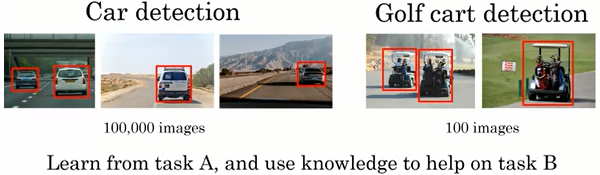 Car detection
Golf cart detection
100,000 images
100 images
Learn from task A, and use knowledge to help on task B